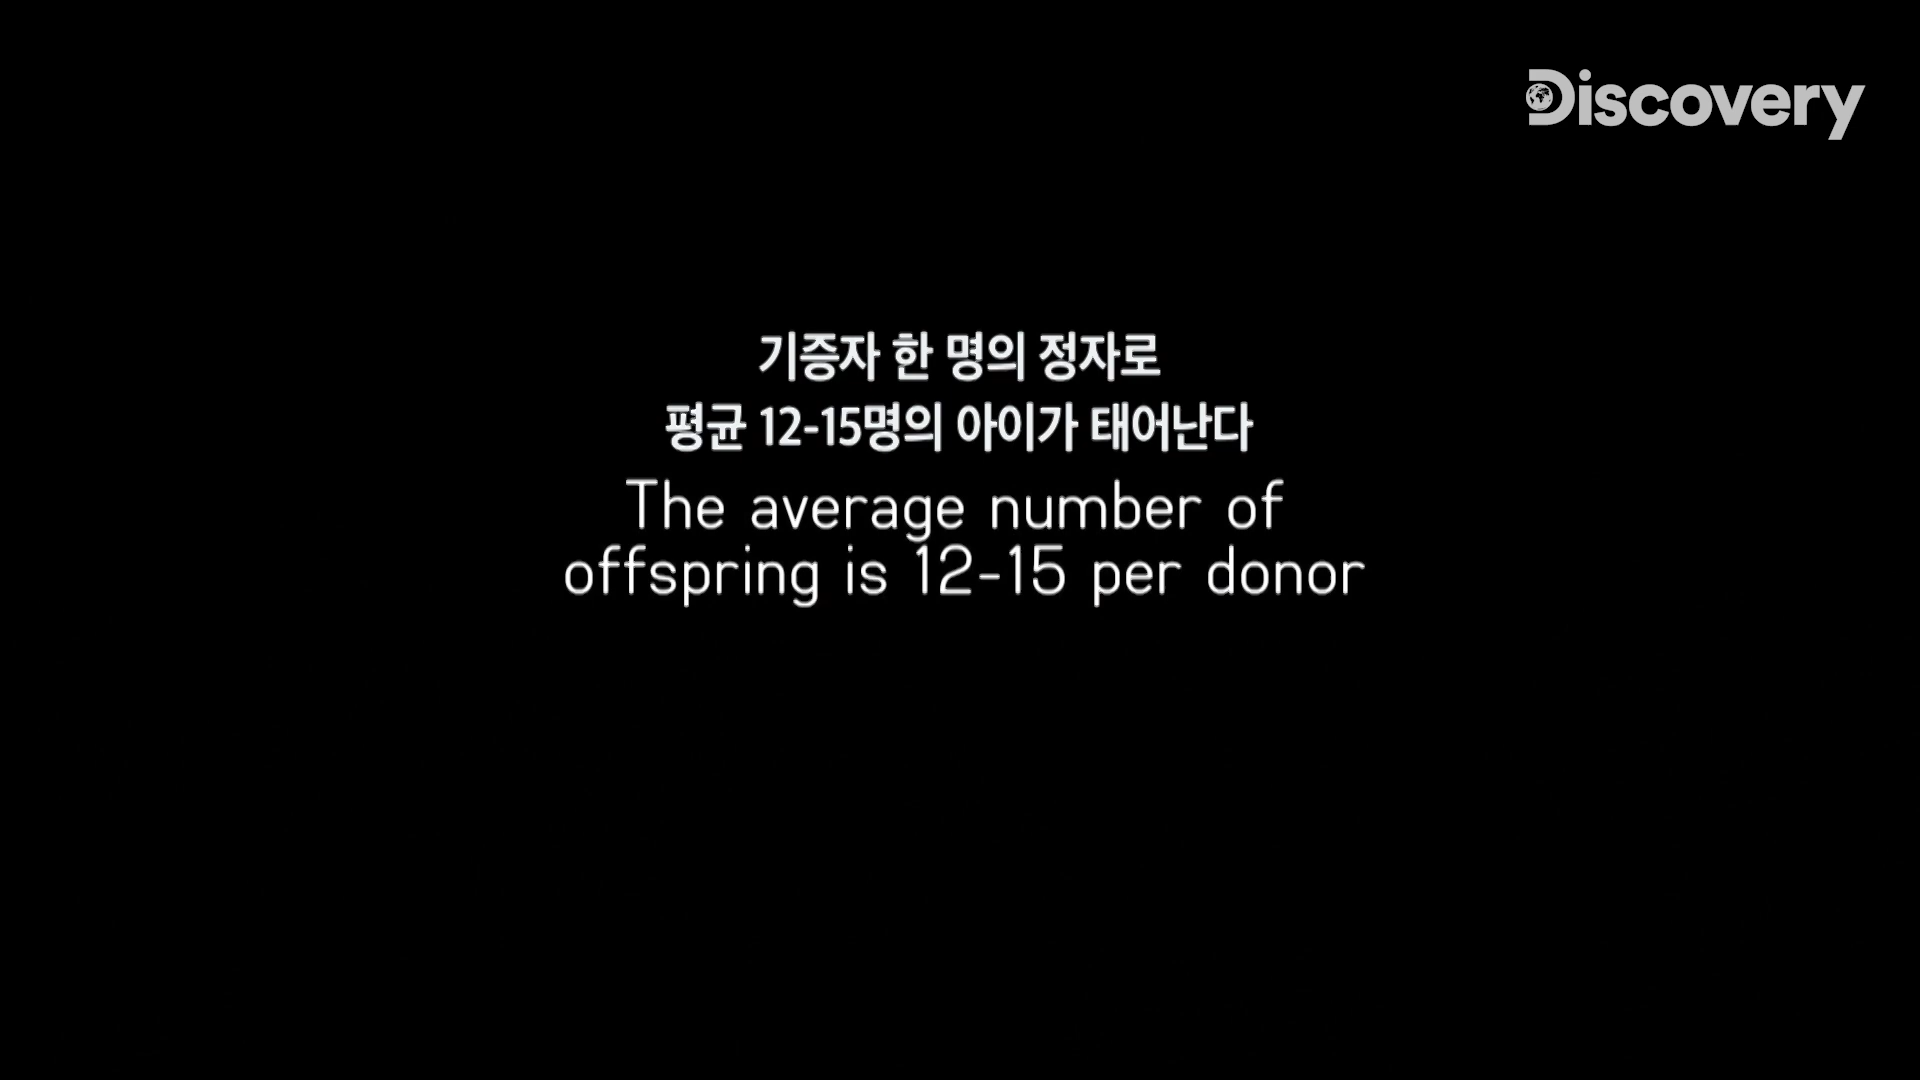 Discovery
기증자 한 명의 정자로
평균 12-15명의 아이가 태어난다
The average number of
offspring is 12-15 per donor